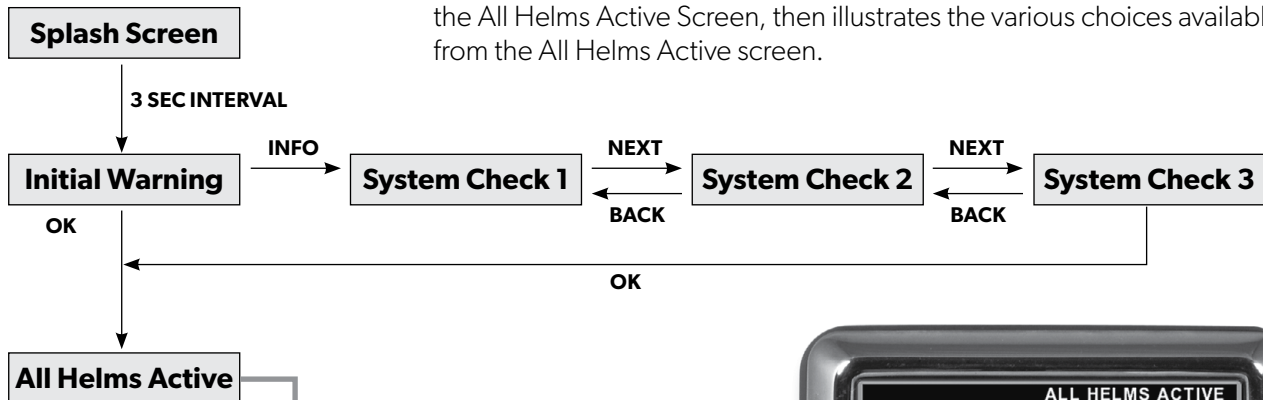 the All Helms Active Screen, then illustrates the various choices
from the All Helms Active screen.
Splash Screen
3 SEC INTERVAL
Initial Warning
INFO
System Check 1
NEXT
BACK
System Check 2
NEXT
BACK
System Check 3
OK
OK
All Helms Active
ALL HELMS ACTIVE